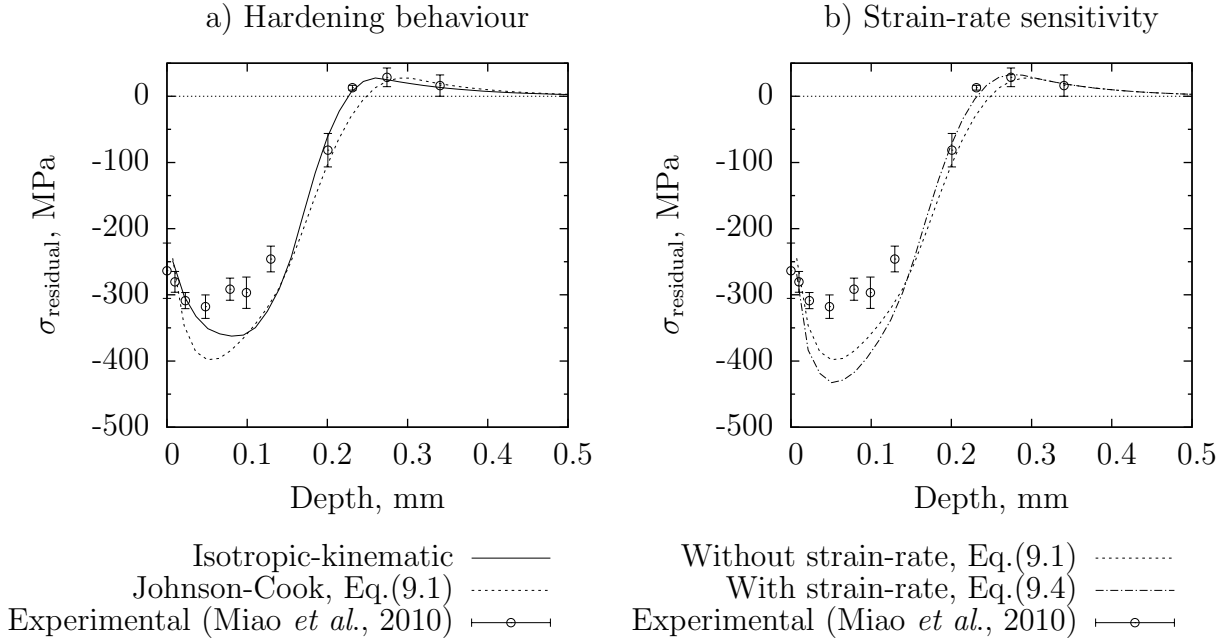 a) Hardening behaviour
0
-100
-200
-300
-400
-500
σresidual, MPa
0 0.1 0.2 0.3 0.4 0.5
Depth, mm
Isotropic-kinematic
Johnson-Cook, Eq.(9.1)
Experimental (Miao et al., 2010)
b) Strain-rate sensitivity
0
-100
-200
-300
-400
-500
σresidual, MPa
0 0.1 0.2 0.3 0.4 0.5
Depth, mm
Without strain-rate, Eq.(9.1)
With strain-rate, Eq.(9.4)
Experimental (Miao et al., 2010)